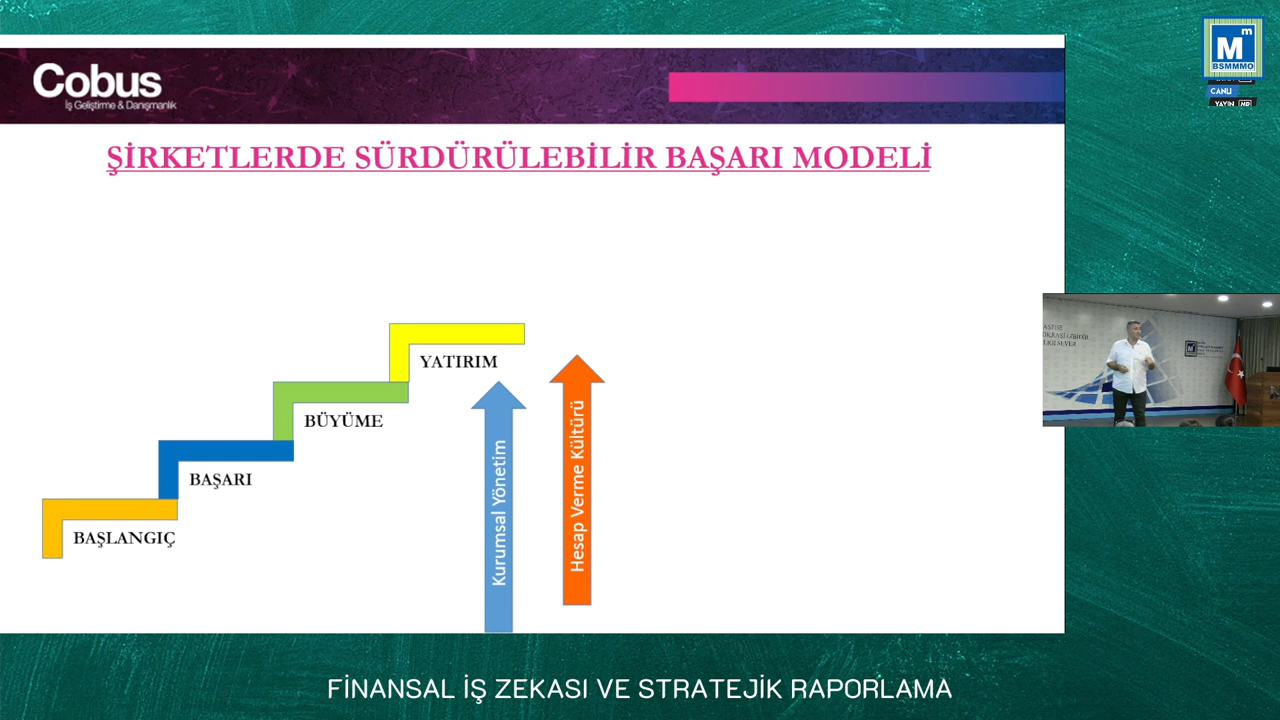 Cobus
İş Geliştirme & Danışmanlık
M m
BSMMMO
CANLI
YAYIN HD
ŞİRKETLERDE SÜRDÜRÜLEBİLİR BAŞARI MODELİ
YATIRIM
BÜYÜME
BAŞARI
BAŞLANGIÇ
Kurumsal Yönetim
Hesap Verme Kültürü
FİNANSAL İŞ ZEKASI VE STRATEJİK RAPORLAMA